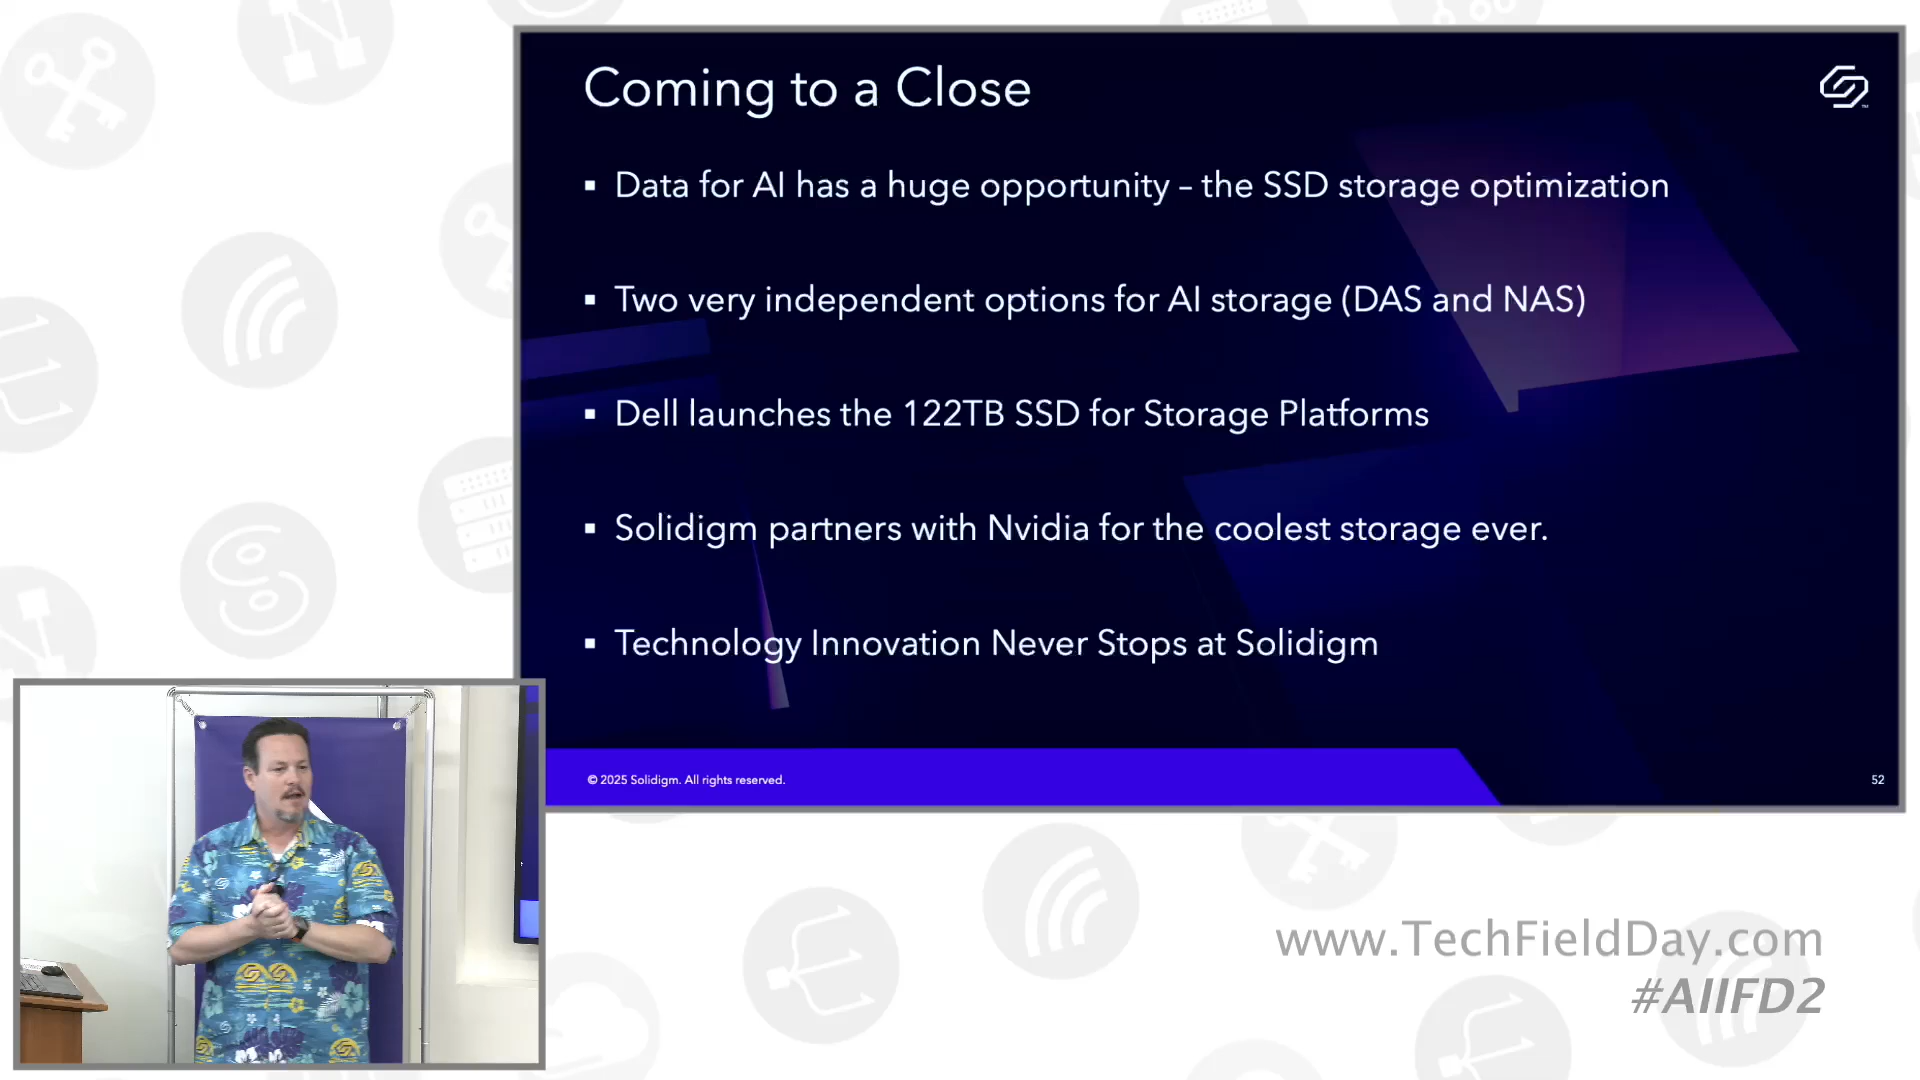 Coming to a Close
▪ Data for AI has a huge opportunity – the SSD storage optimization
▪ Two very independent options for AI storage (DAS and NAS)
▪ Dell launches the 122TB SSD for Storage Platforms
▪ Solidigm partners with Nvidia for the coolest storage ever.
▪ Technology Innovation Never Stops at Solidigm
© 2025 Solidigm. All rights reserved.
52
www.TechFieldDay.com
#AIIFD2